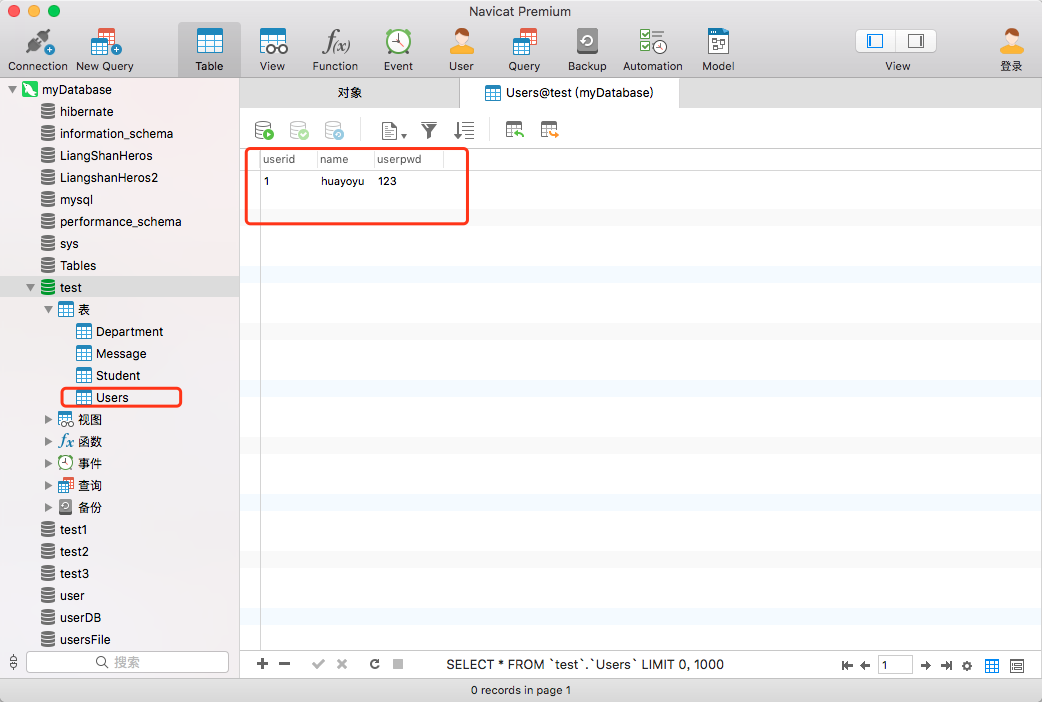 Navicat Premium
Connection New Query Table View Function Event User Query Backup Automation Model View 登录
myDatabase
hibernate
information_schema
LiangShanHeros
LiangshanHeros2
mysql
performance_schema
sys
Tables
test
表
Department
Message
Student
Users
视图
函数
事件
查询
备份
test1
test2
test3
user
userDB
usersFile
搜索
对象 Users@test (myDatabase)
userid name userpwd
1 huayoyu 123
SELECT * FROM `test`.`Users` LIMIT 0, 1000
1
0 records in page 1